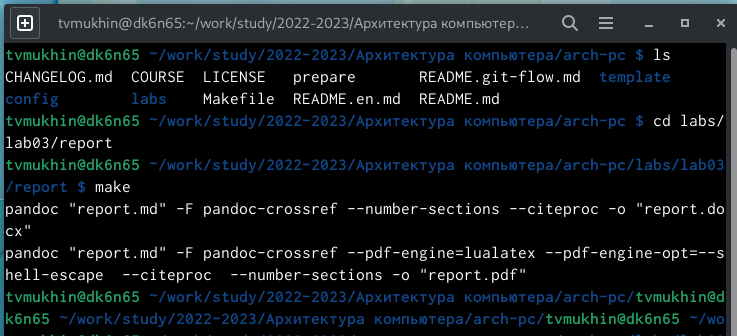 tvmukhin@dk6n65:~/work/study/2022-2023/Архитектура компьютер...
tvmukhin@dk6n65 ~/work/study/2022-2023/Архитектура компьютера/arch-pc $ ls
CHANGELOG.md COURSE LICENSE prepare README.git-flow.md template
config labs Makefile README.en.md README.md
tvmukhin@dk6n65 ~/work/study/2022-2023/Архитектура компьютера/arch-pc $ cd labs/
lab03/report
tvmukhin@dk6n65 ~/work/study/2022-2023/Архитектура компьютера/arch-pc/labs/lab03
/report $ make
pandoc "report.md" -F pandoc-crossref --number-sections --citeproc -o "report.do
cx"
pandoc "report.md" -F pandoc-crossref --pdf-engine=lualatex --pdf-engine-opt=--s
hell-escape --citeproc --number-sections -o "report.pdf"
tvmukhin@dk6n65 ~/work/study/2022-2023/Архитектура компьютера/arch-pc/tvmukhin@d
k6n65 ~/work/study/2022-2023/Архитектура компьютера/arch-pc/tvmukhin@dk6n65 ~/wo